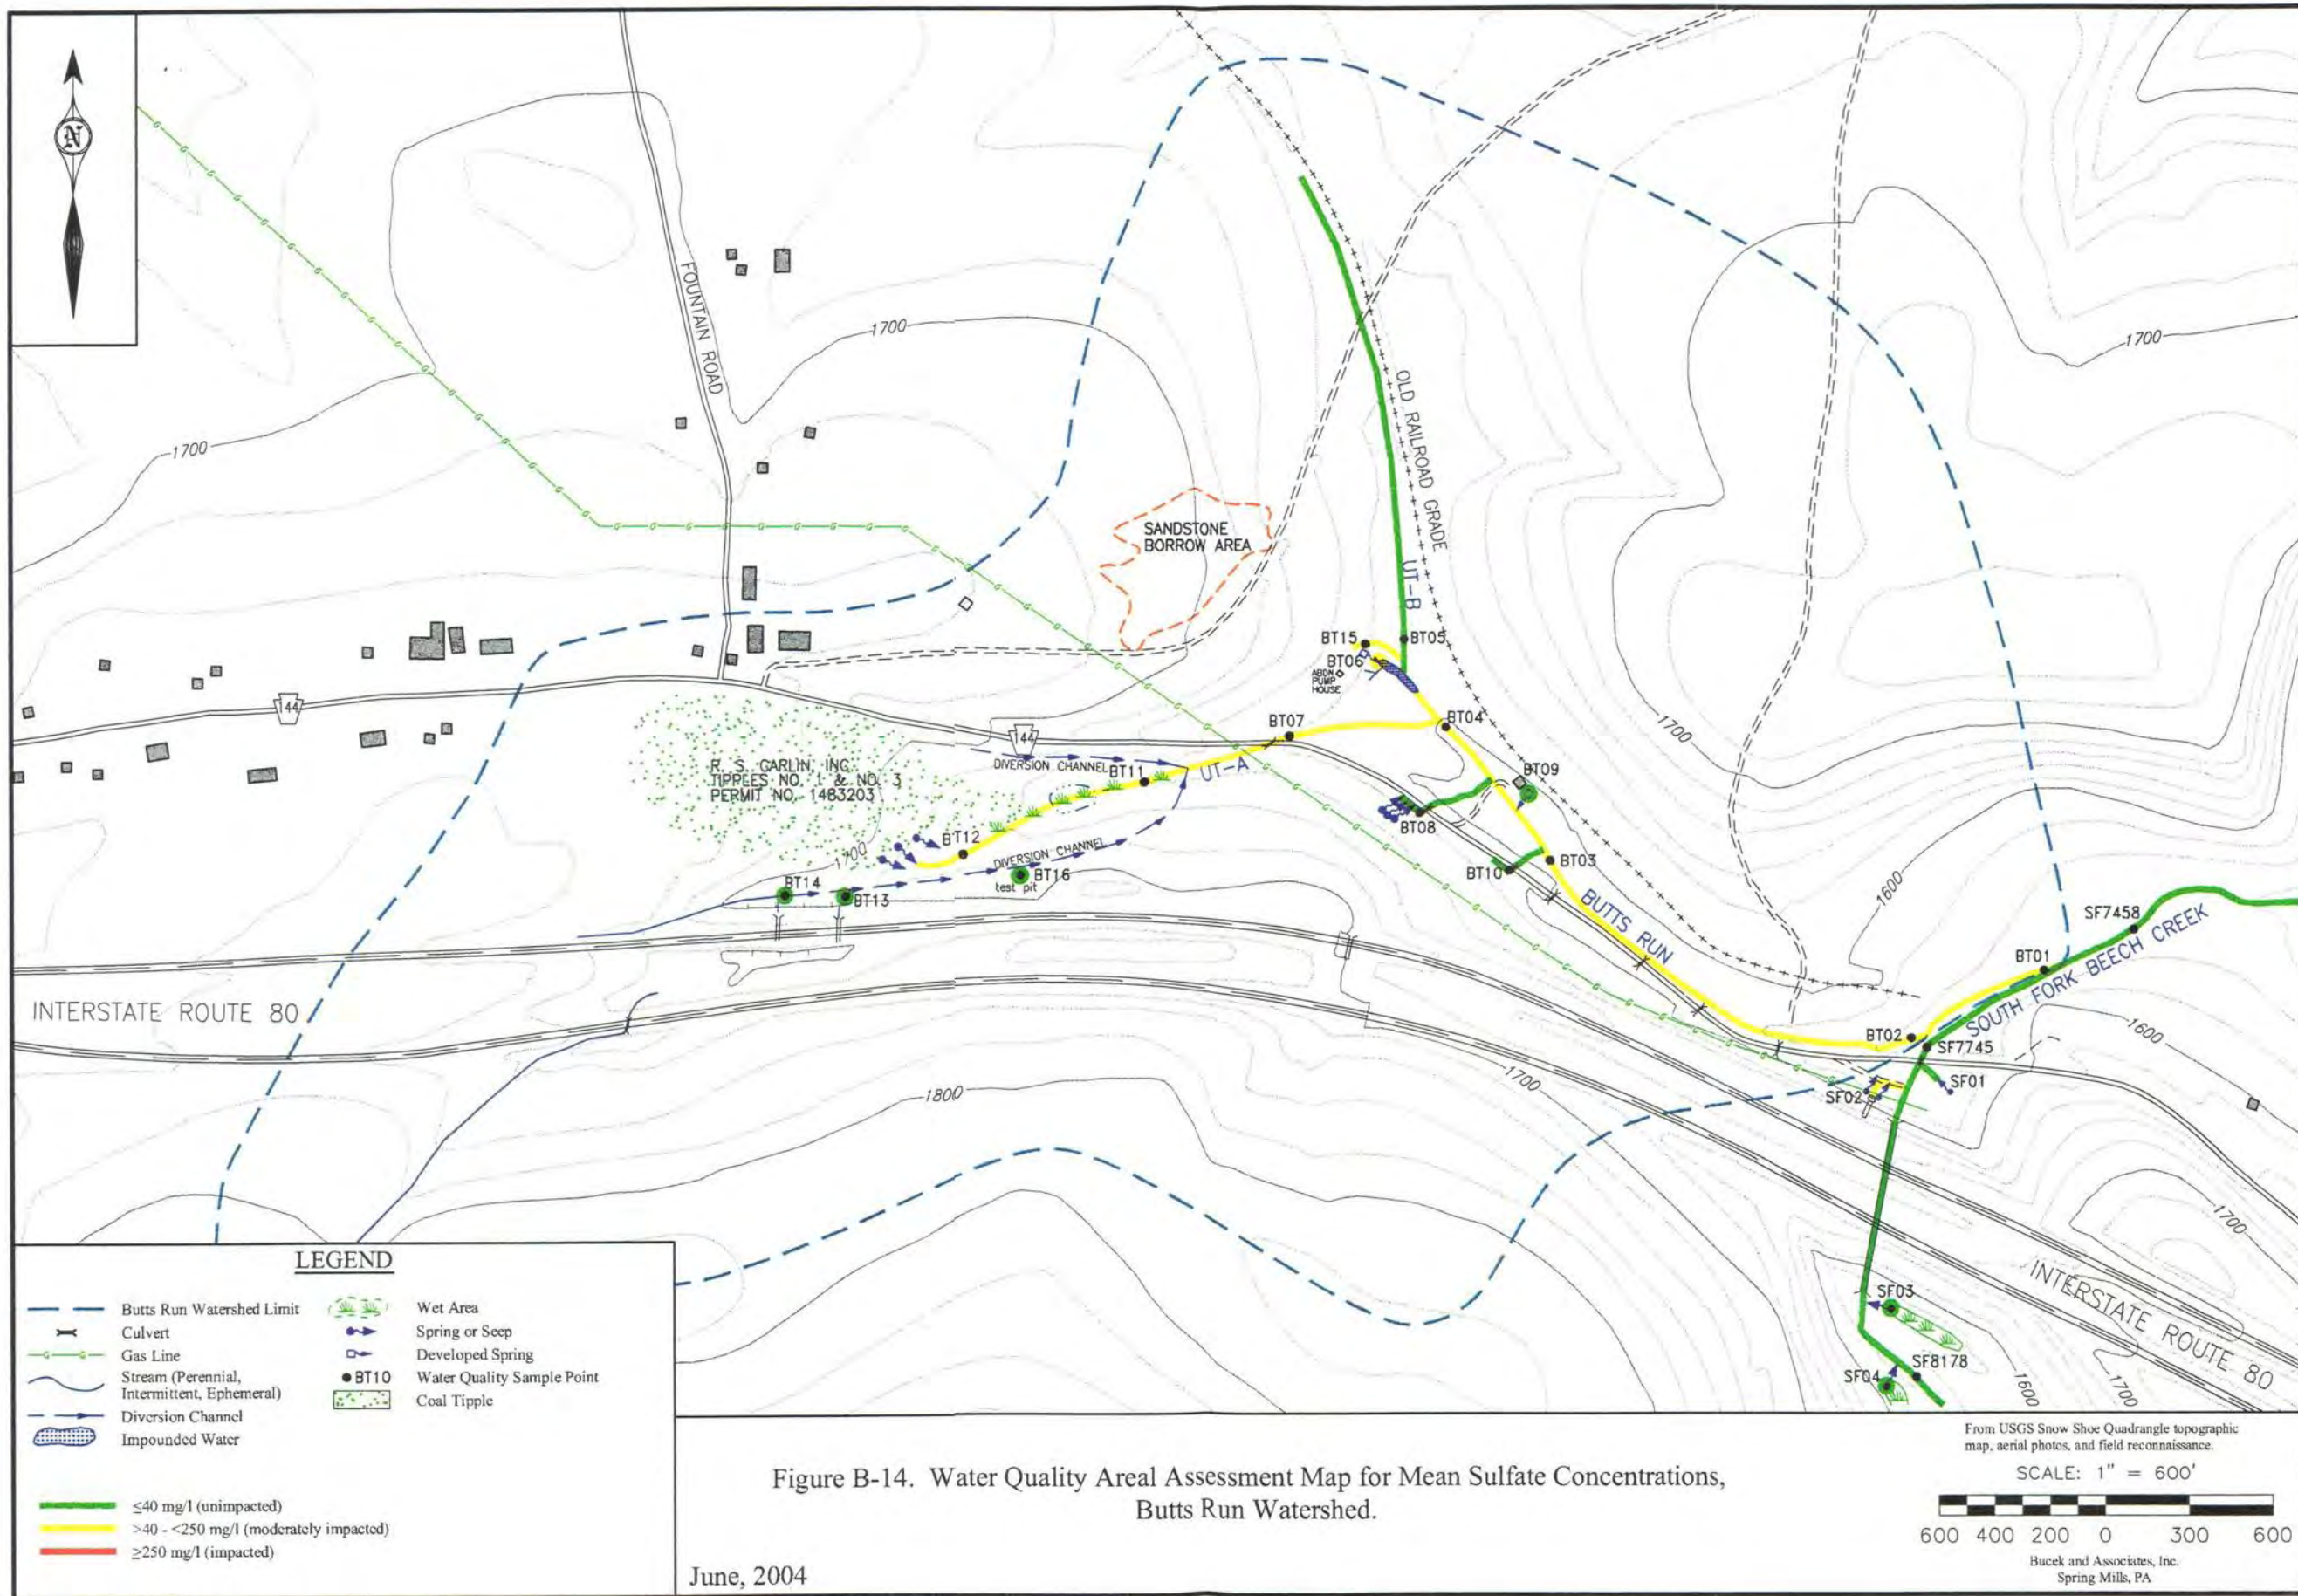 N
FOUNTAIN ROAD
1700
1700
1700
OLD RAILROAD GRADE
SANDSTONE
BORROW AREA
UT-B
BT15
BT05
BT06
ABDN
PUMP
HOUSE
144
144
BT07
BT04
1700
R. S. CARLIN, INC.
TIPPLES NO. 1 & NO. 3
PERMIT NO. 1483203
DIVERSION CHANNEL
BT11
UT-A
BT09
BT08
BT12
1700
DIVERSION CHANNEL
BT16
test pit
BT14
BT13
BT10
BT03
BUTTS RUN
1600
SF7458
BT01
SOUTH FORK BEECH CREEK
INTERSTATE ROUTE 80
BT02
SF7745
1600
SF01
SF02
1700
1800
1700
INTERSTATE ROUTE 80
SF03
SF8178
SF04
1600
1700
LEGEND
Butts Run Watershed Limit
Culvert
G G
Gas Line
Stream (Perennial,
Intermittent, Ephemeral)
Diversion Channel
Impounded Water
Wet Area
Spring or Seep
Developed Spring
BT10 Water Quality Sample Point
Coal Tipple
≤40 mg/l (unimpacted)
>40 - <250 mg/l (moderately impacted)
≥250 mg/l (impacted)
Figure B-14. Water Quality Areal Assessment Map for Mean Sulfate Concentrations,
Butts Run Watershed.
June, 2004
From USGS Snow Shoe Quadrangle topographic
map, aerial photos, and field reconnaissance.
SCALE: 1" = 600'
600 400 200 0 300 600
Bucek and Associates, Inc.
Spring Mills, PA